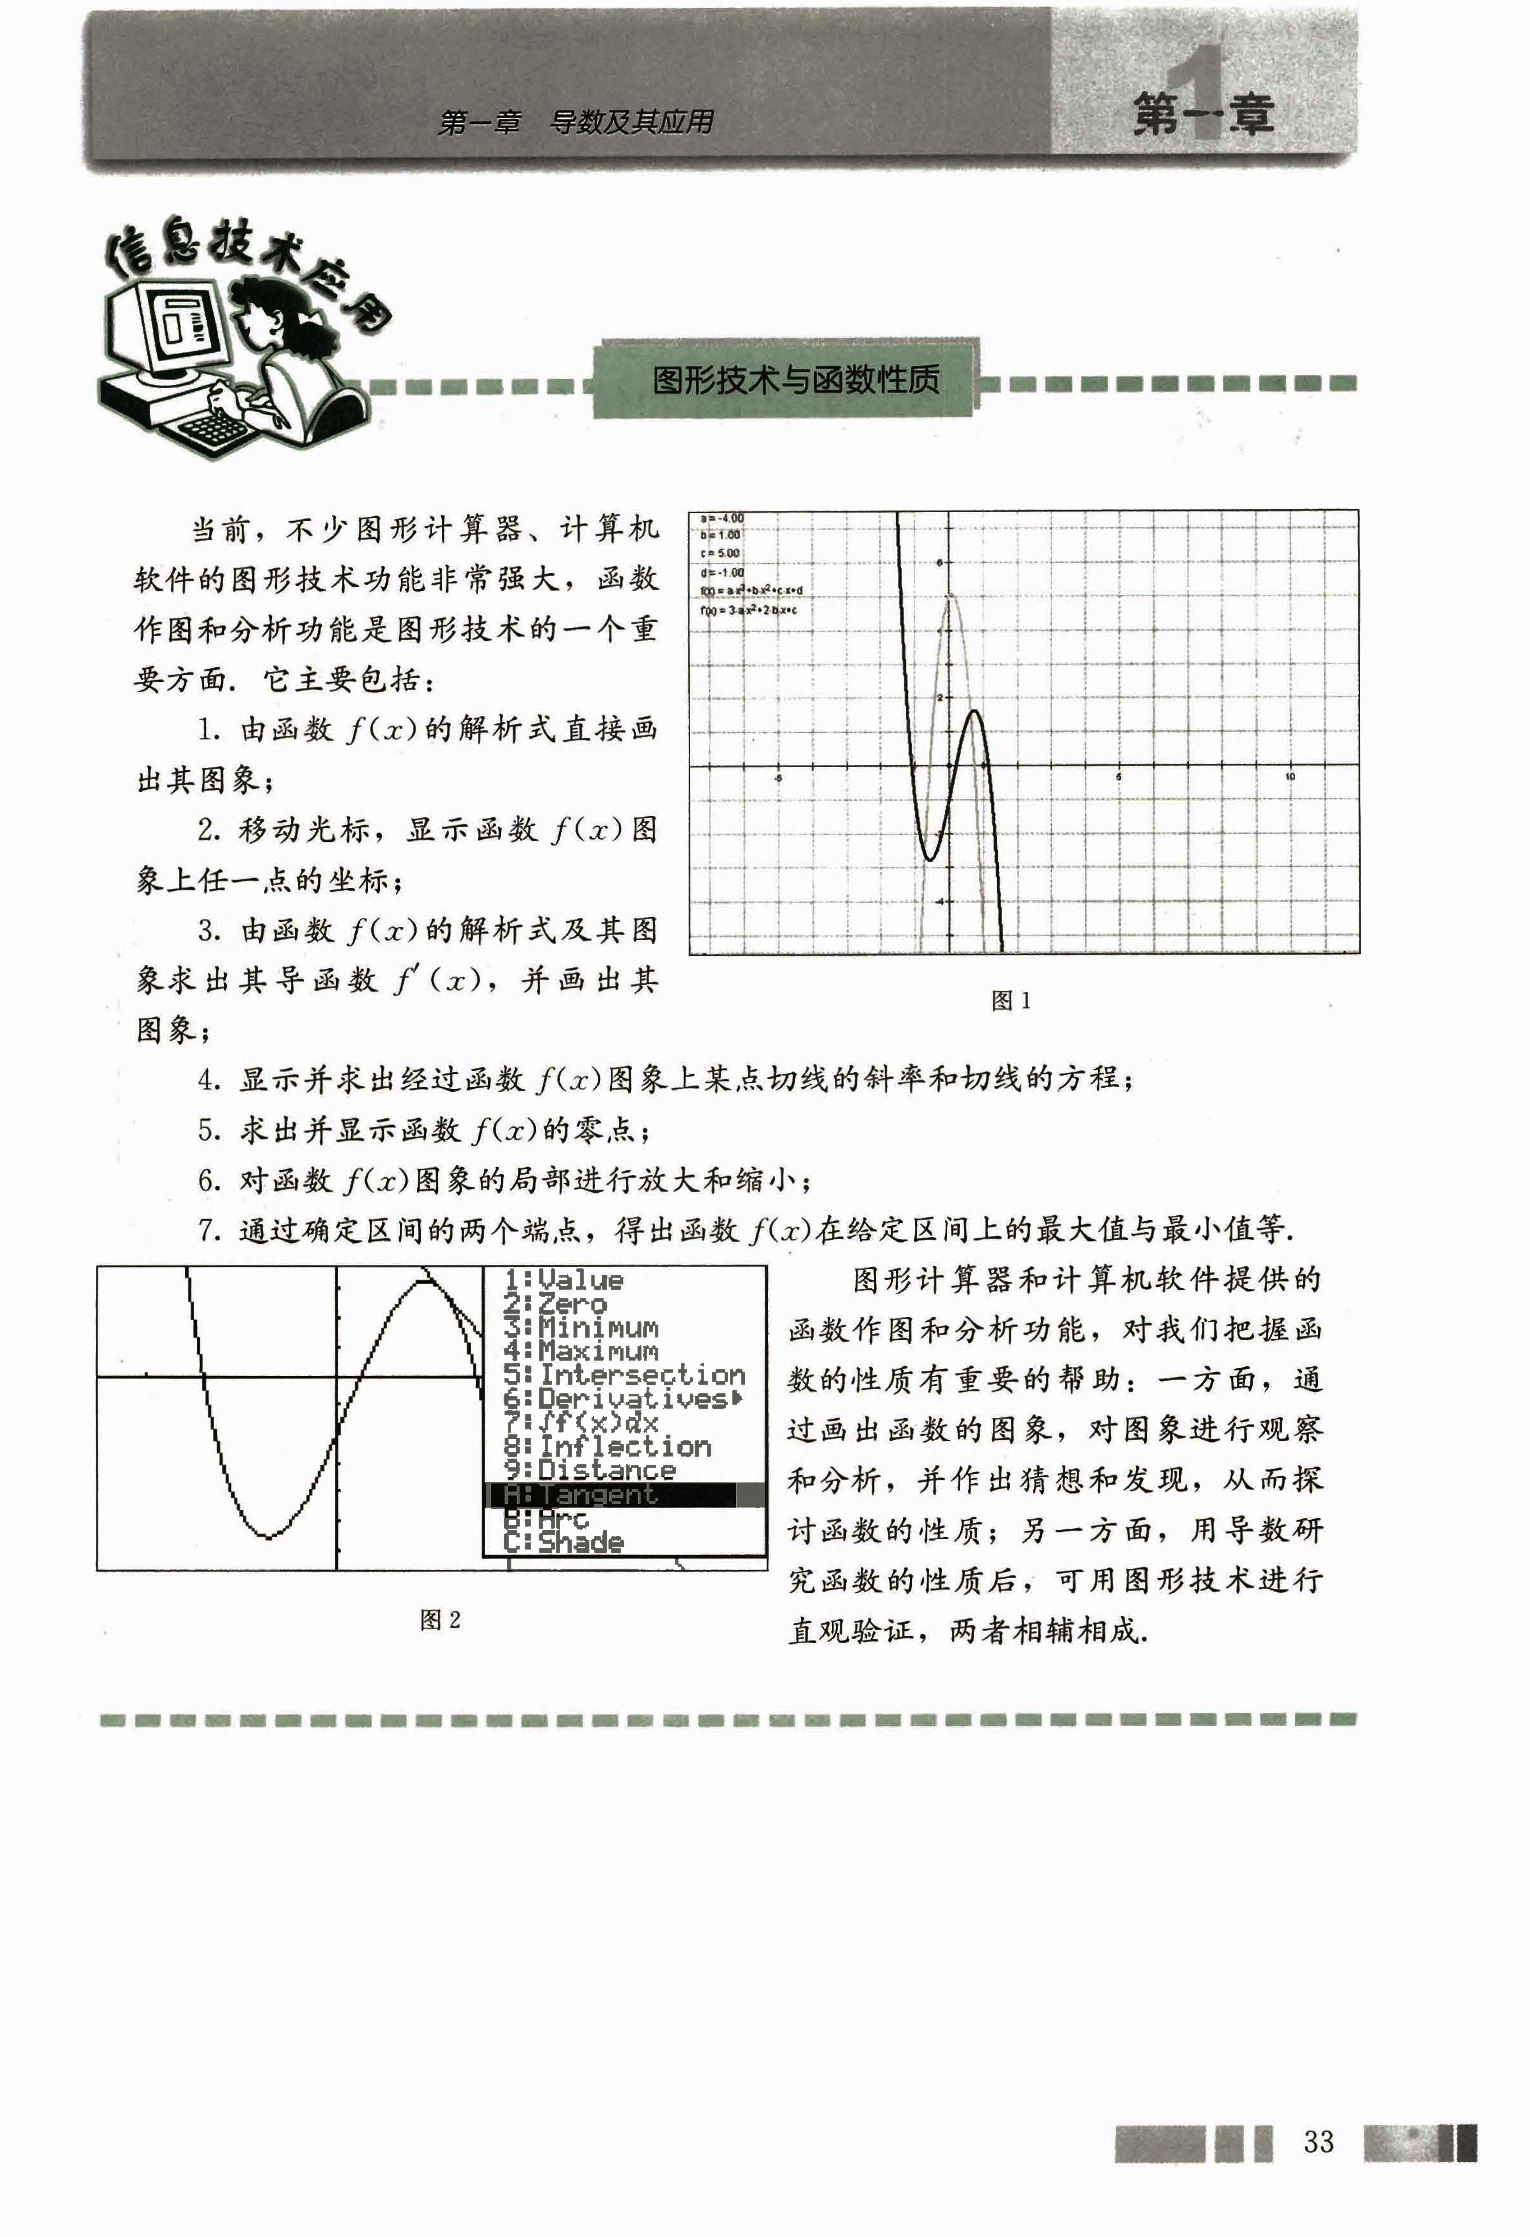 第一章 导数及其应用
第一章
信息技术应用
图形技术与函数性质
当前，不少图形计算器、计算机
软件的图形技术功能非常强大，函数
作图和分析功能是图形技术的一个重
要方面．它主要包括：
1. 由函数 f(x)的解析式直接画
出其图象；
2. 移动光标，显示函数 f(x)图
象上任一点的坐标；
3. 由函数 f(x)的解析式及其图
象求出其导函数 f′(x)，并画出其
图象；
a=-4.00
b=1.00
c=5.00
d=-1.00
f(x)=a·x³+b·x²+c·x+d
f'(x)=3·a·x²+2·b·x+c
6
4
2
-5
5
10
-2
-4
图 1
4. 显示并求出经过函数 f(x)图象上某点切线的斜率和切线的方程；
5. 求出并显示函数 f(x)的零点；
6. 对函数 f(x)图象的局部进行放大和缩小；
7. 通过确定区间的两个端点，得出函数 f(x)在给定区间上的最大值与最小值等．
1:Value
2:Zero
3:Minimum
4:Maximum
5:Intersection
6:Derivatives▸
7:∫f(x)dx
8:Inflection
9:Distance
A:Tangent
B:Arc
C:Shade
图 2
图形计算器和计算机软件提供的
函数作图和分析功能，对我们把握函
数的性质有重要的帮助：一方面，通
过画出函数的图象，对图象进行观察
和分析，并作出猜想和发现，从而探
讨函数的性质；另一方面，用导数研
究函数的性质后，可用图形技术进行
直观验证，两者相辅相成．
33